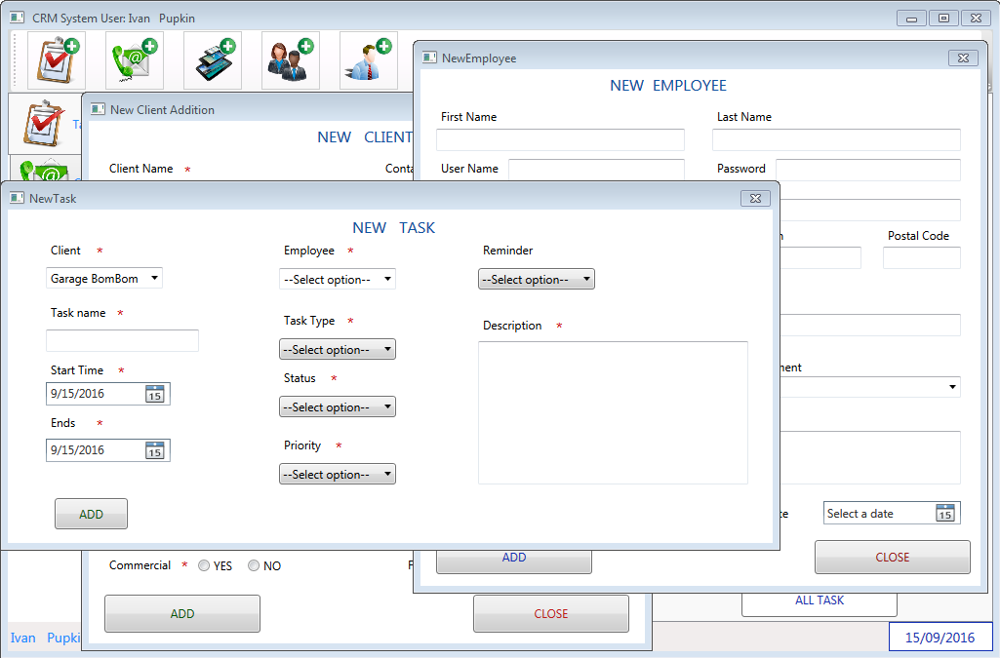 CRM System User: Ivan Pupkin
NewEmployee
NEW EMPLOYEE
First Name
Last Name
User Name
Password
Postal Code
Select a date
15
ADD
CLOSE
New Client Addition
NEW CLIENT
Client Name *
NewTask
NEW TASK
Client * Employee * Reminder
Garage BomBom --Select option-- --Select option--
Task name * Task Type * Description *
--Select option--
Start Time * Status *
9/15/2016 15 --Select option--
Ends * Priority *
9/15/2016 15 --Select option--
ADD
Commercial * YES NO
ADD CLOSE
ALL TASK
Ivan Pupki
15/09/2016